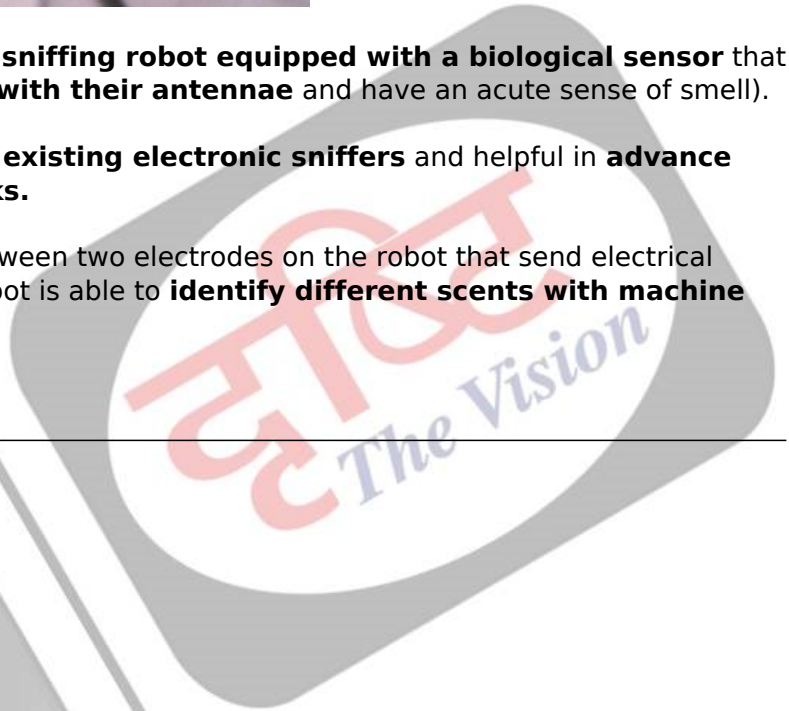 sniffing robot equipped with a biological sensor that
with their antennae and have an acute sense of smell).
existing electronic sniffers and helpful in advance
ks.
ween two electrodes on the robot that send electrical
bot is able to identify different scents with machine
दृष्टि
The Vision